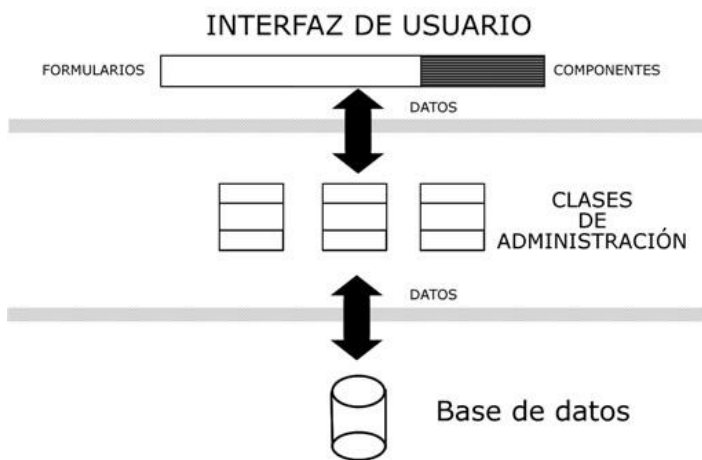 INTERFAZ DE USUARIO
FORMULARIOS
COMPONENTES
DATOS
CLASES
DE
ADMINISTRACIÓN
DATOS
Base de datos